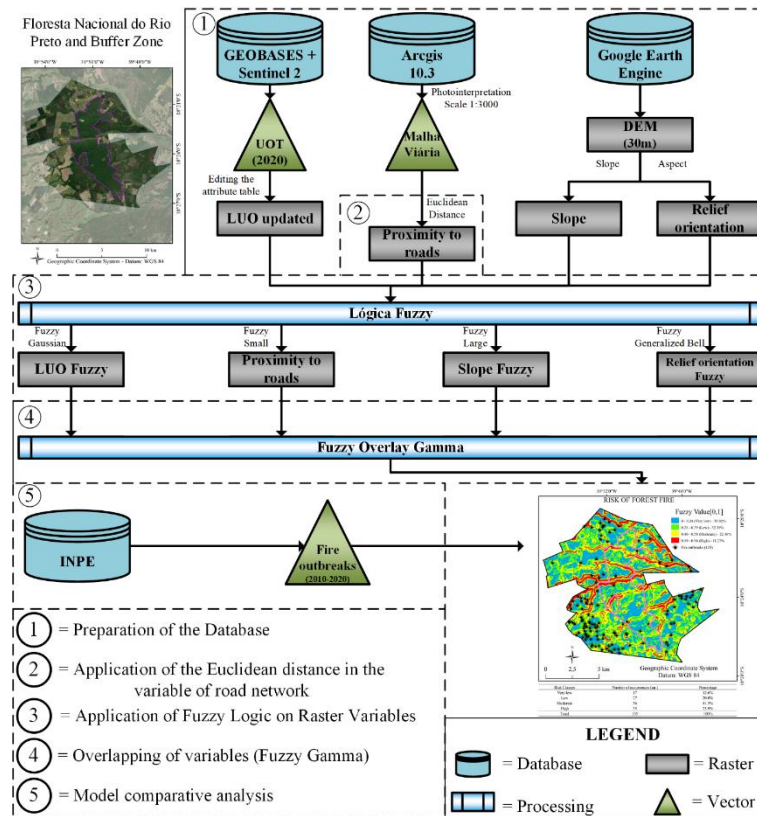 Floresta Nacional do Rio
Preto and Buffer Zone
Geographic Coordinate System - Datum: WGS 84
1
GEOBASES +
Sentinel 2
Arcgis
10.3
Google Earth
Engine
Photointerpretation
Scale 1:3000
UOT
(2020)
Malha
Viária
DEM
(30m)
Slope
Aspect
Editing the
attribute table
Euclidean
Distance
2
LUO updated
Proximity to
roads
Slope
Relief
orientation
3
Lógica Fuzzy
Fuzzy
Gaussian
Fuzzy
Small
Fuzzy
Large
Fuzzy
Generalized Bell
LUO Fuzzy
Proximity to
roads
Slope Fuzzy
Relief orientation
Fuzzy
4
Fuzzy Overlay Gamma
5
INPE
Fire
outbreaks
(2010-2020)
RISK OF FOREST FIRE
Fuzzy Value[0,1]
0 2,5 5 km
Geographic Coordinate System
Datum: WGS 84
1 = Preparation of the Database
2 = Application of the Euclidean distance in the
variable of road network
3 = Application of Fuzzy Logic on Raster Variables
4 = Overlapping of variables (Fuzzy Gamma)
5 = Model comparative analysis
LEGEND
= Database
= Raster
= Processing
= Vector